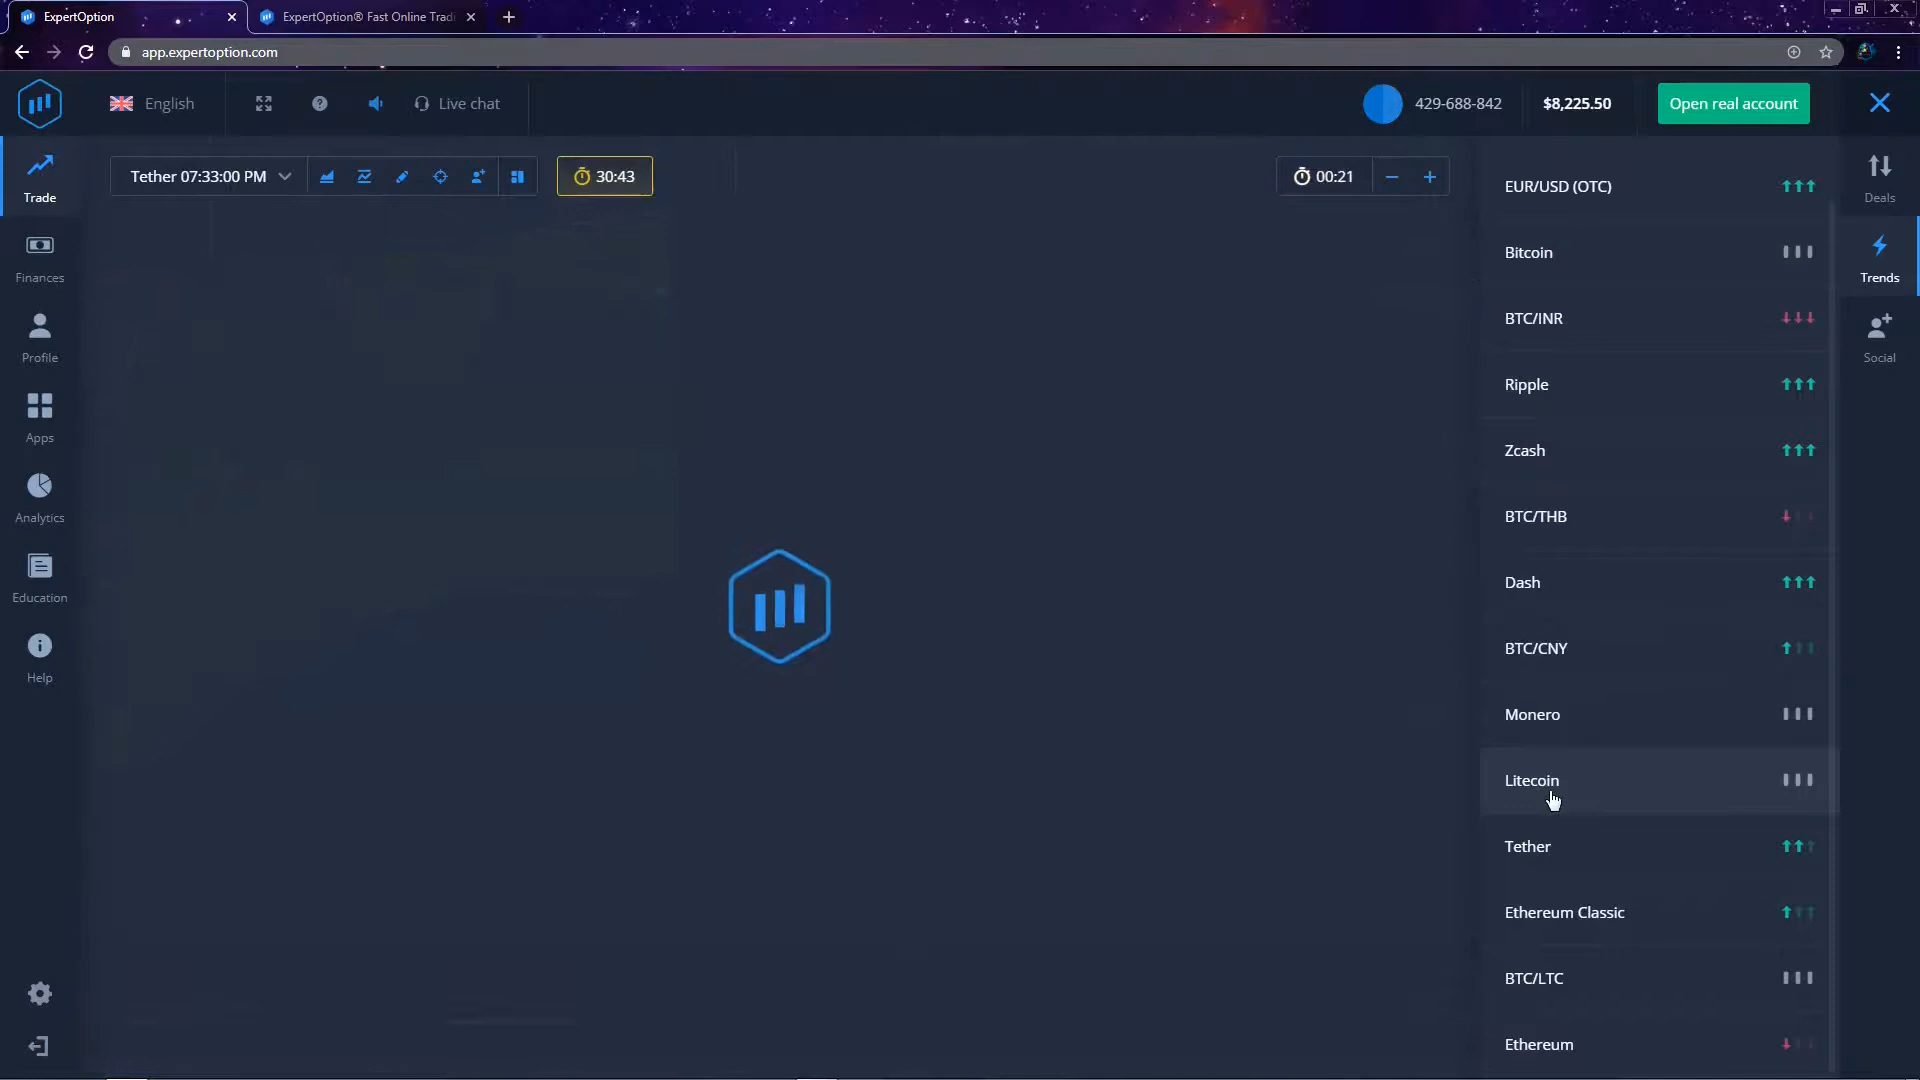 ExpertOption
ExpertOption® Fast Online Tradi
app.expertoption.com
English
Live chat
429-688-842
$8,225.50
Open real account
Trade
Finances
Profile
Apps
Analytics
Education
Help
Tether 07:33:00 PM
30:43
00:21
EUR/USD (OTC)
Bitcoin
BTC/INR
Ripple
Zcash
BTC/THB
Dash
BTC/CNY
Monero
Litecoin
Tether
Ethereum Classic
BTC/LTC
Ethereum
Deals
Trends
Social